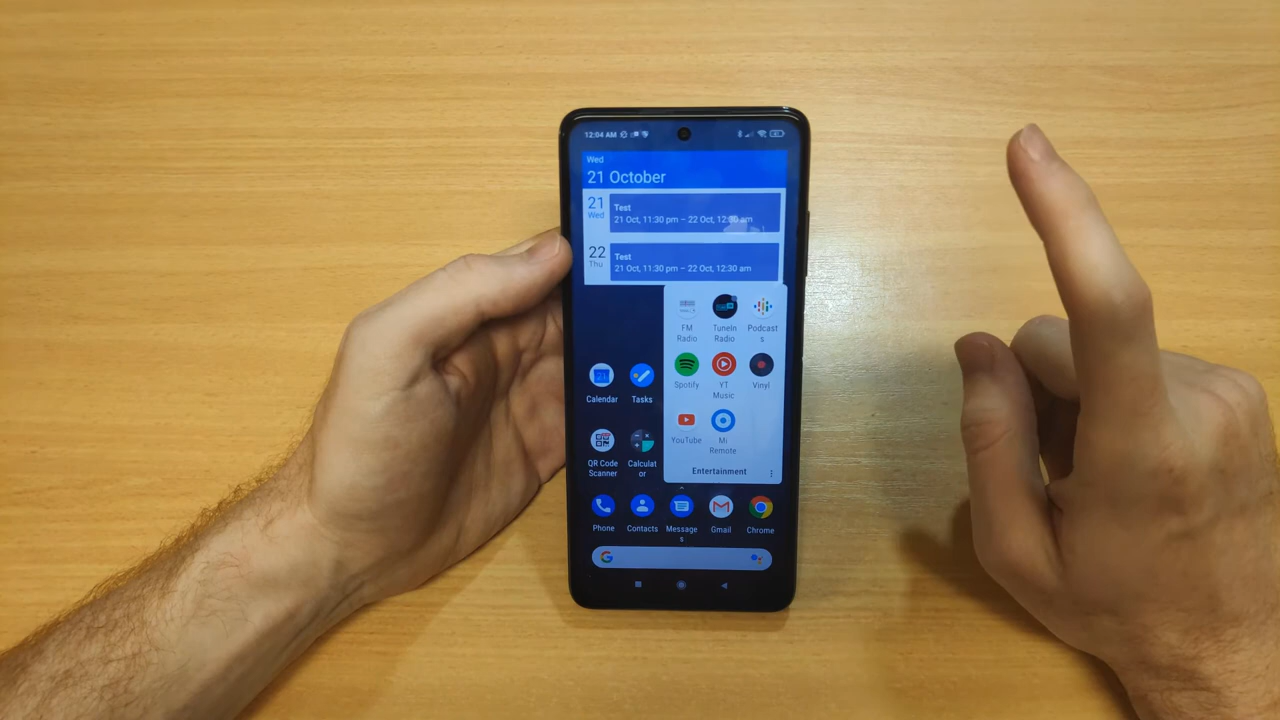 12:04 AM
Wed
21 October
21
Wed
Test
21 Oct, 11:30 pm – 22 Oct, 12:30 am
22
Thu
Test
21 Oct, 11:30 pm – 22 Oct, 12:30 am
FM
Radio
TuneIn
Radio
Podcast
s
Spotify
YT
Music
Vinyl
YouTube
Mi
Remote
Entertainment
21
Calendar
Tasks
QR Code
Scanner
Calculat
or
Phone
Contacts
Message
s
Gmail
Chrome